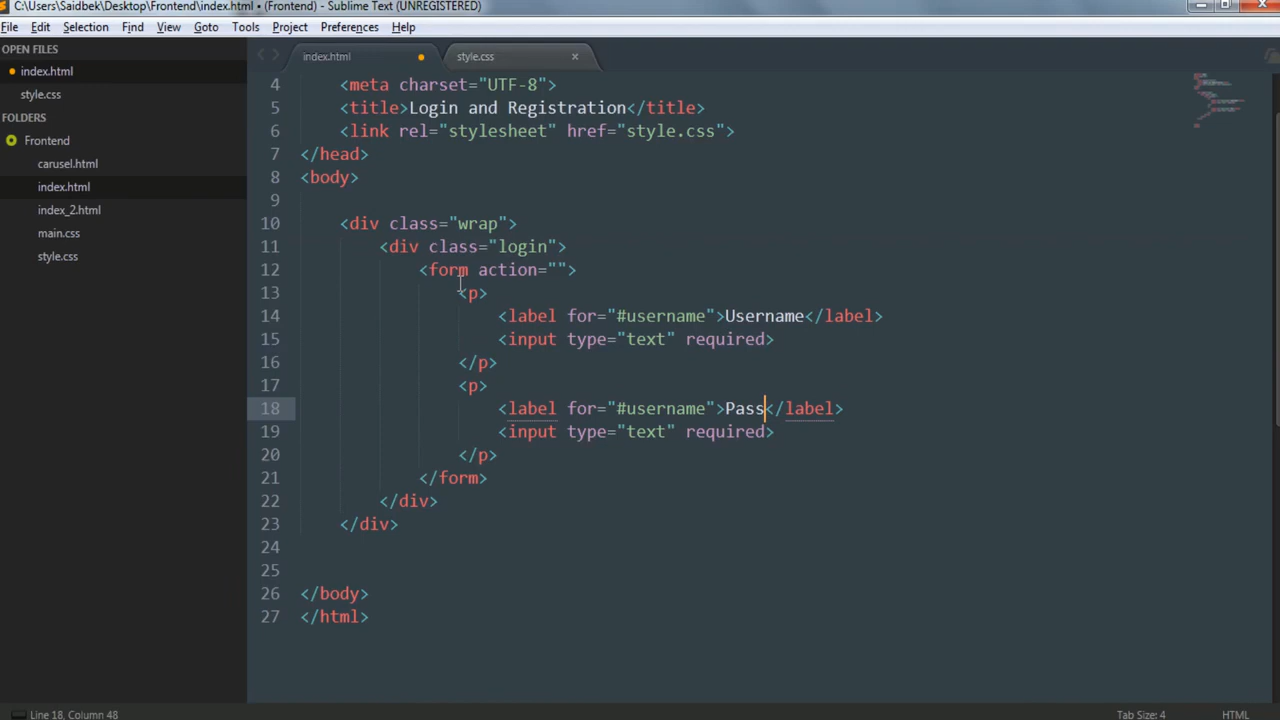 C:\Users\Saidbek\Desktop\Frontend\index.html • (Frontend) - Sublime Text (UNREGISTERED)
File Edit Selection Find View Goto Tools Project Preferences Help
OPEN FILES
index.html
style.css
FOLDERS
Frontend
carusel.html
index.html
index_2.html
main.css
style.css
index.html style.css
4 <meta charset="UTF-8">
5 <title>Login and Registration</title>
6 <link rel="stylesheet" href="style.css">
7 </head>
8 <body>
9
10 <div class="wrap">
11 <div class="login">
12 <form action="">
13 <p>
14 <label for="#username">Username</label>
15 <input type="text" required>
16 </p>
17 <p>
18 <label for="#username">Pass</label>
19 <input type="text" required>
20 </p>
21 </form>
22 </div>
23 </div>
24
25
26 </body>
27 </html>
Line 18, Column 48 Tab Size: 4 HTML